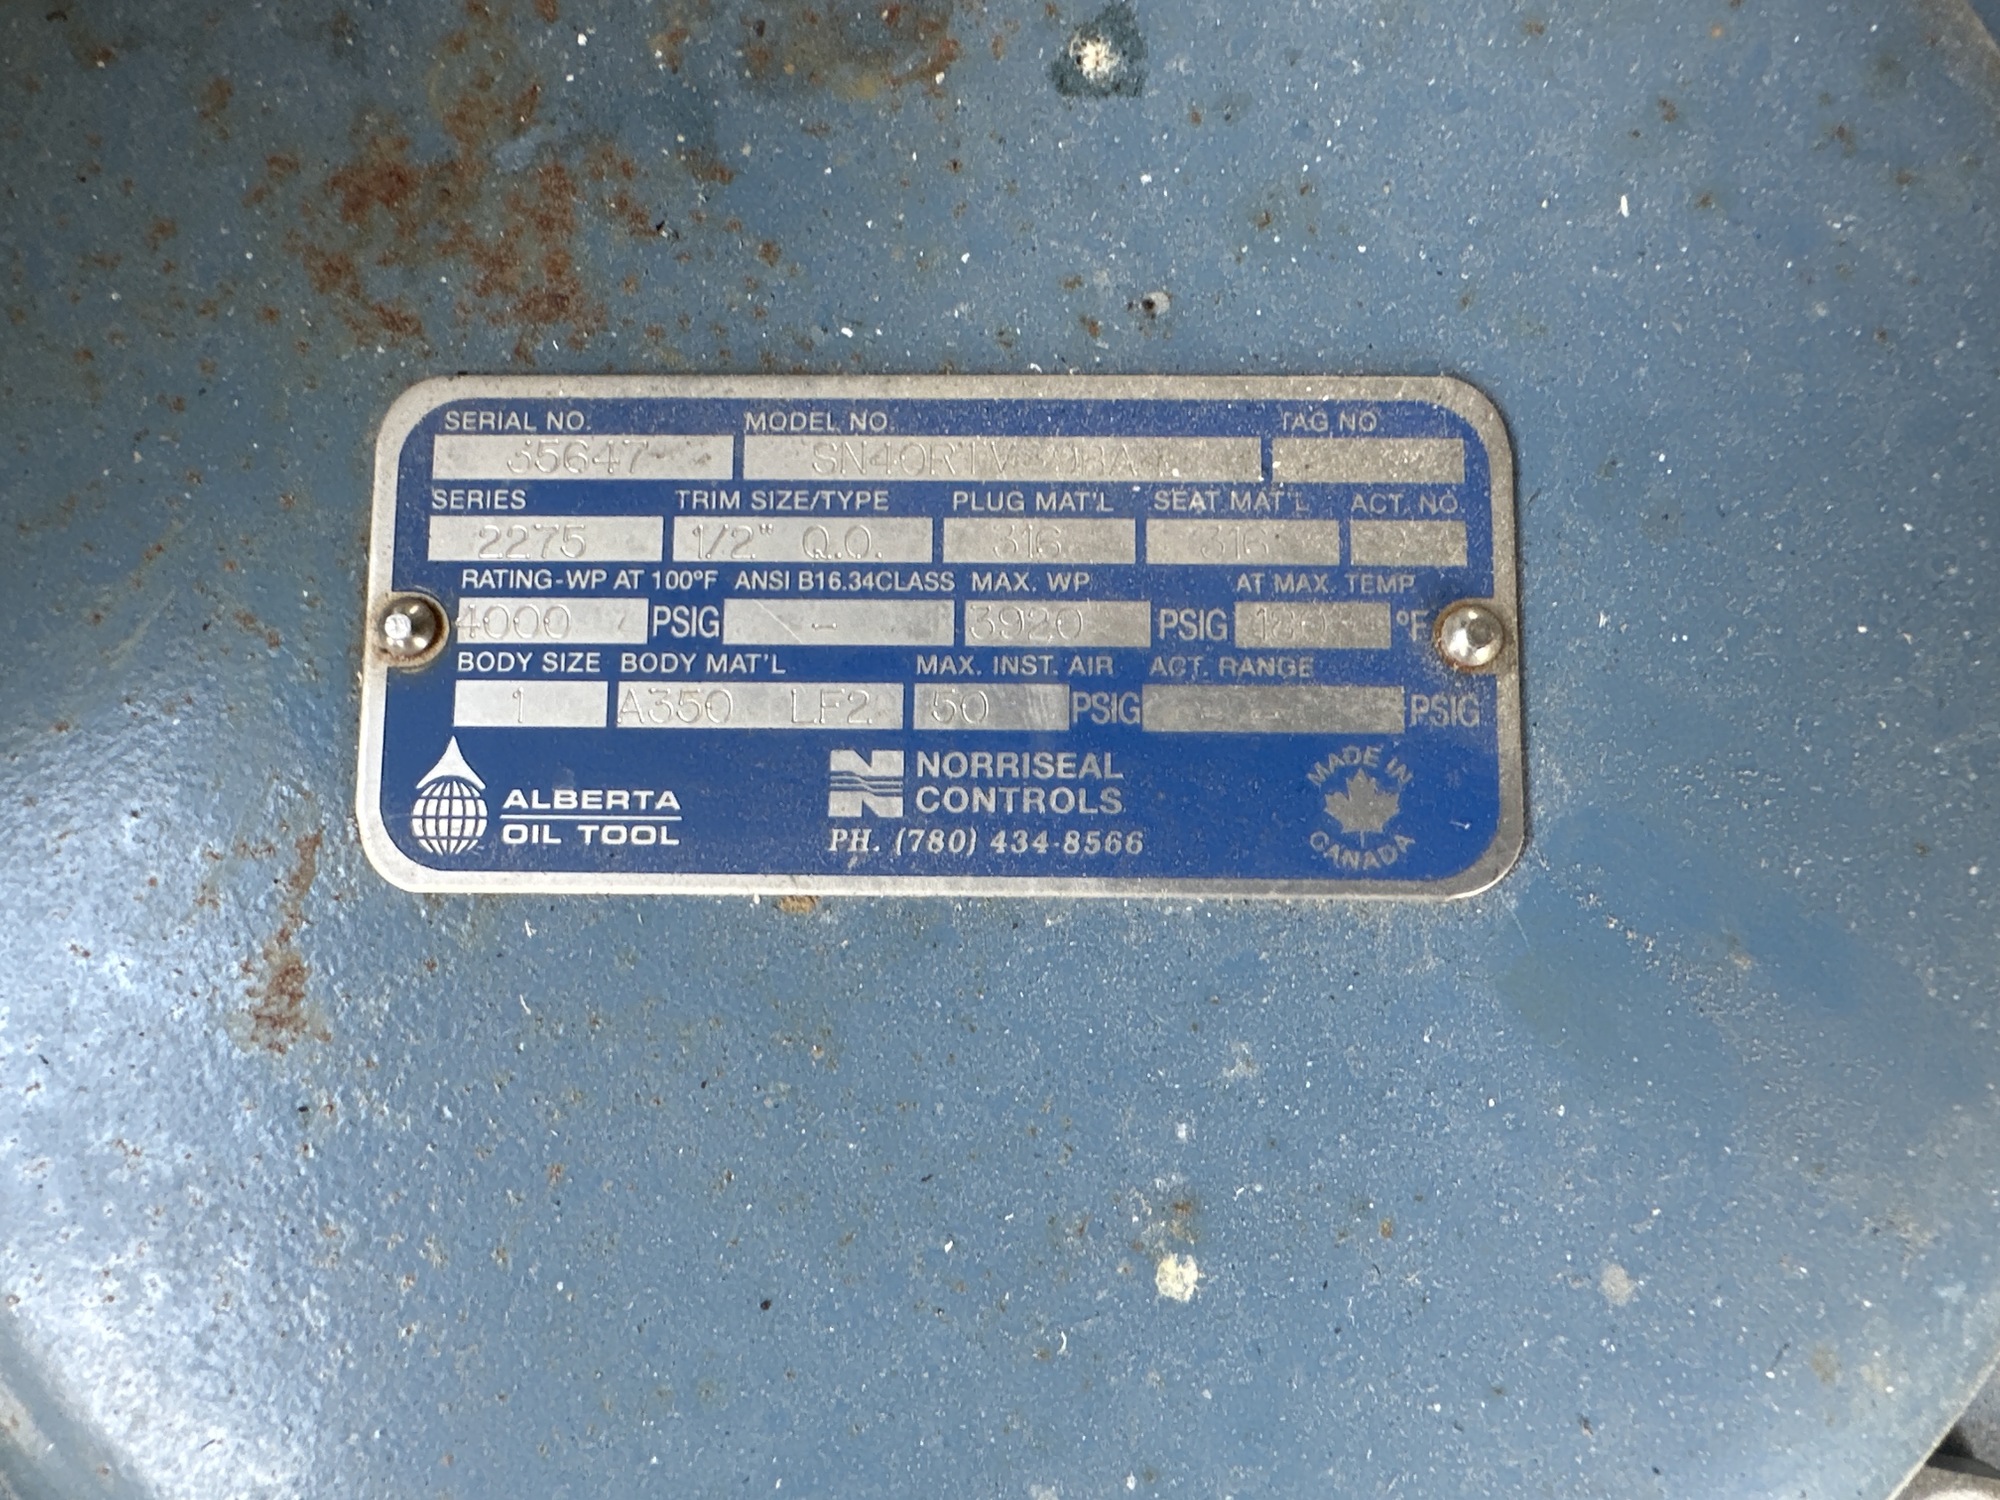 SERIAL NO. MODEL NO. TAG NO
35647
SERIES TRIM SIZE/TYPE PLUG MAT'L SEAT MAT'L ACT. NO.
2275 1/2" Q.O. 316 316
RATING-WP AT 100°F ANSI B16.34CLASS MAX. WP AT MAX. TEMP
4000 PSIG - 3920 PSIG °F
BODY SIZE BODY MAT'L MAX. INST. AIR ACT. RANGE
1 A350 LF2 50 PSIG - - PSIG
ALBERTA
OIL TOOL
NORRISEAL
CONTROLS
PH. (780) 434-8566
MADE IN
CANADA